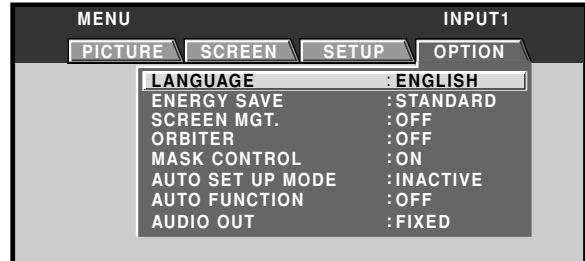 MENU INPUT1
PICTURE SCREEN SETUP OPTION
LANGUAGE :ENGLISH
ENERGY SAVE :STANDARD
SCREEN MGT. :OFF
ORBITER :OFF
MASK CONTROL :ON
AUTO SET UP MODE :INACTIVE
AUTO FUNCTION :OFF
AUDIO OUT :FIXED